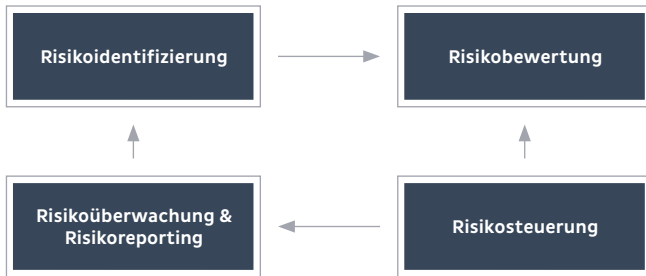 Risikoidentifizierung
Risikobewertung
Risikoüberwachung &
Risikoreporting
Risikosteuerung